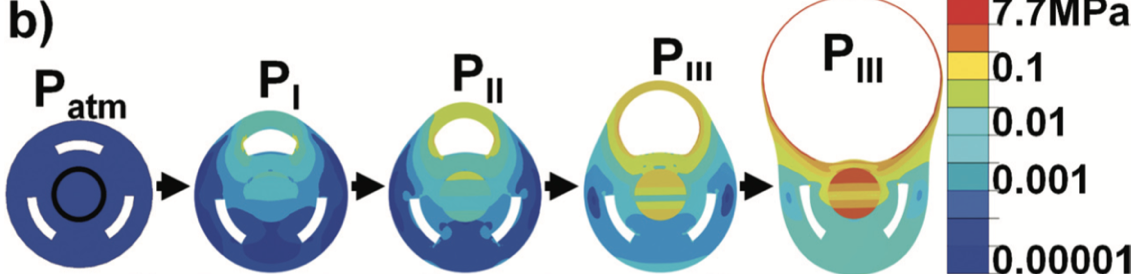 b)
Patm
PI
PII
PIII
PIII
7.7MPa
0.1
0.01
0.001
0.00001